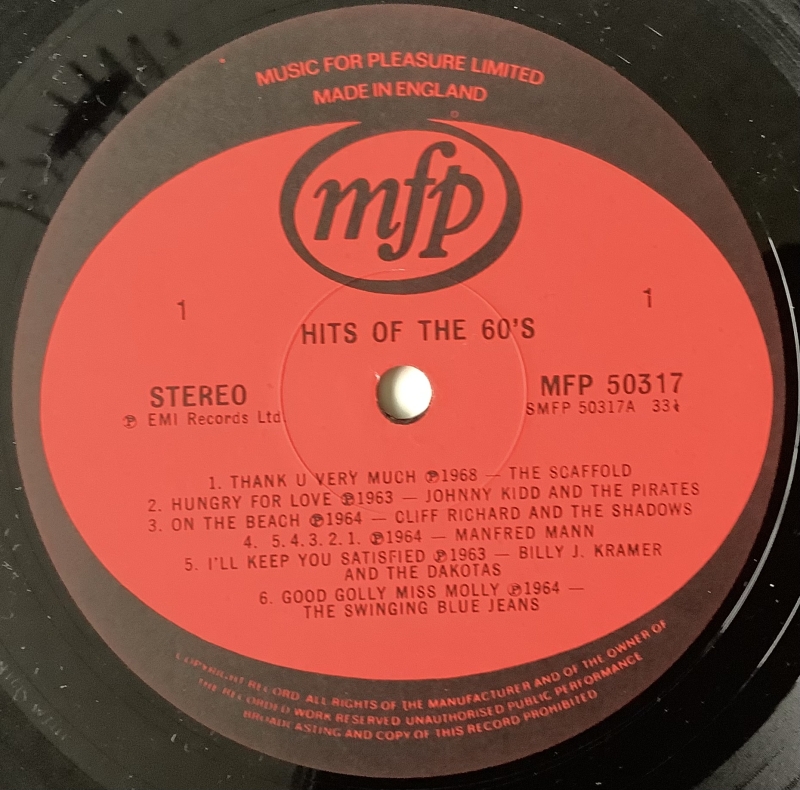 MUSIC FOR PLEASURE LIMITED
MADE IN ENGLAND
mfp
1 1
HITS OF THE 60'S
STEREO MFP 50317
℗ EMI Records Ltd. SMFP 50317A 33⅓
1. THANK U VERY MUCH ℗1968 — THE SCAFFOLD
2. HUNGRY FOR LOVE ℗1963 — JOHNNY KIDD AND THE PIRATES
3. ON THE BEACH ℗1964 — CLIFF RICHARD AND THE SHADOWS
4. 5.4.3.2.1. ℗1964 — MANFRED MANN
5. I'LL KEEP YOU SATISFIED ℗1963 — BILLY J. KRAMER
AND THE DAKOTAS
6. GOOD GOLLY MISS MOLLY ℗1964 —
THE SWINGING BLUE JEANS
COPYRIGHT RECORD ALL RIGHTS OF THE MANUFACTURER AND OF THE OWNER OF
THE RECORDED WORK RESERVED UNAUTHORISED PUBLIC PERFORMANCE
BROADCASTING AND COPY OF THIS RECORD PROHIBITED